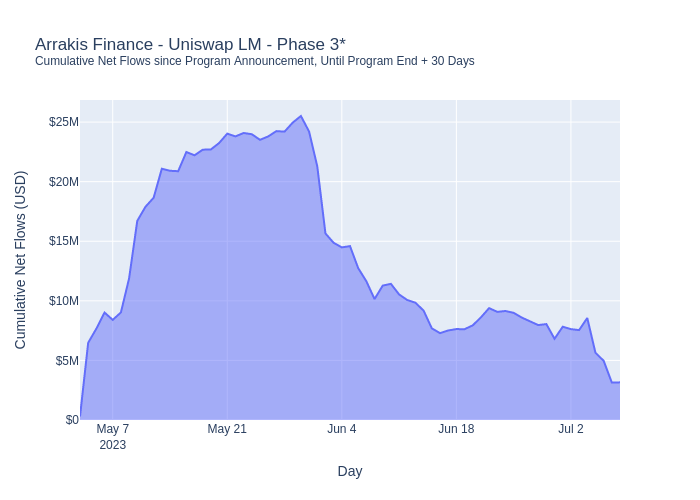 Arrakis Finance - Uniswap LM - Phase 3*
Cumulative Net Flows since Program Announcement, Until Program End + 30 Days
Cumulative Net Flows (USD)
$25M
$20M
$15M
$10M
$5M
$0
May 7
2023
May 21
Jun 4
Jun 18
Jul 2
Day